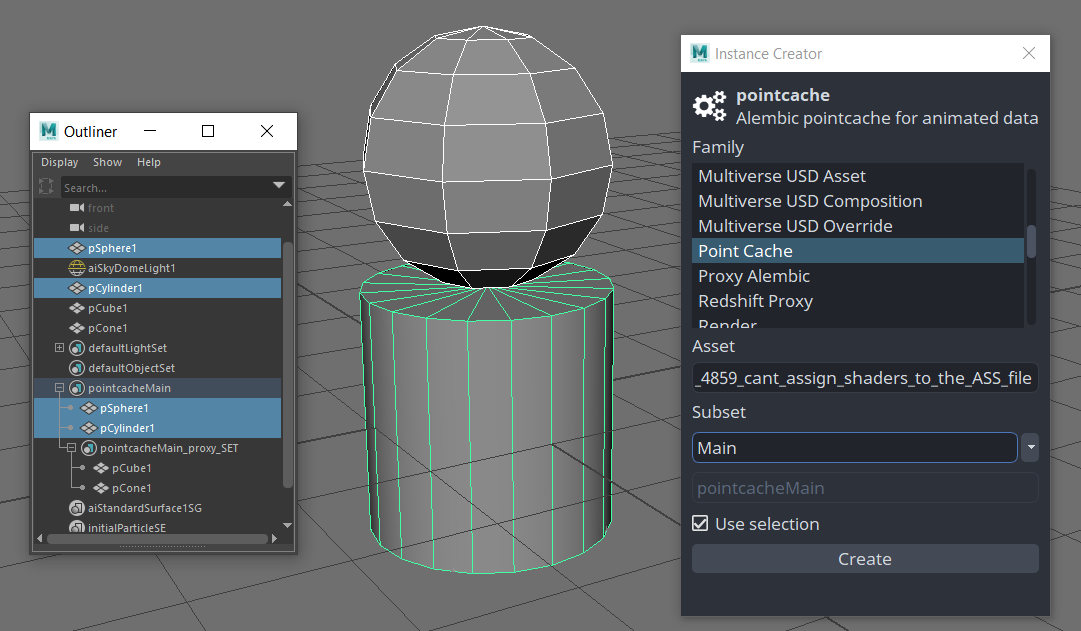 Outliner
Display Show Help
Search...
front
side
pSphere1
aiSkyDomeLight1
pCylinder1
pCube1
pCone1
defaultLightSet
defaultObjectSet
pointcacheMain
pSphere1
pCylinder1
pointcacheMain_proxy_SET
pCube1
pCone1
aiStandardSurface1SG
initialParticleSE
Instance Creator
pointcache
Alembic pointcache for animated data
Family
Multiverse USD Asset
Multiverse USD Composition
Multiverse USD Override
Point Cache
Proxy Alembic
Redshift Proxy
Render
Asset
_4859_cant_assign_shaders_to_the_ASS_file
Subset
Main
pointcacheMain
Use selection
Create